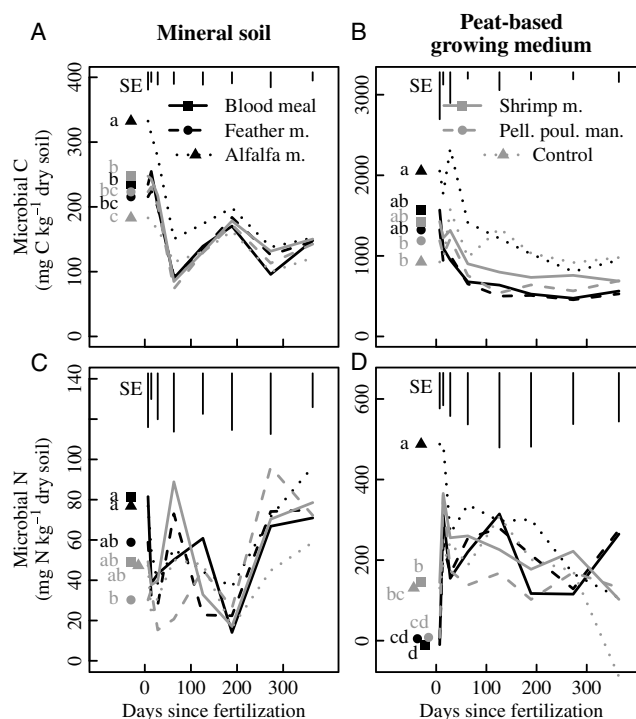 A
Mineral soil
B
Peat-based
growing medium
Microbial C
(mg C kg⁻¹ dry soil)
0 100 200 300 400
SE
Blood meal
Feather m.
Alfalfa m.
a
b
b
bc
bc
c
0 1000 2000 3000
SE
Shrimp m.
Pell. poul. man.
Control
a
ab
ab
ab
b
b
C
D
Microbial N
(mg N kg⁻¹ dry soil)
0 20 40 60 80 100 140
SE
a
a
ab
ab
ab
b
0 200 400 600
SE
a
b
bc
cd
cd
d
0 100 200 300
Days since fertilization
0 100 200 300
Days since fertilization